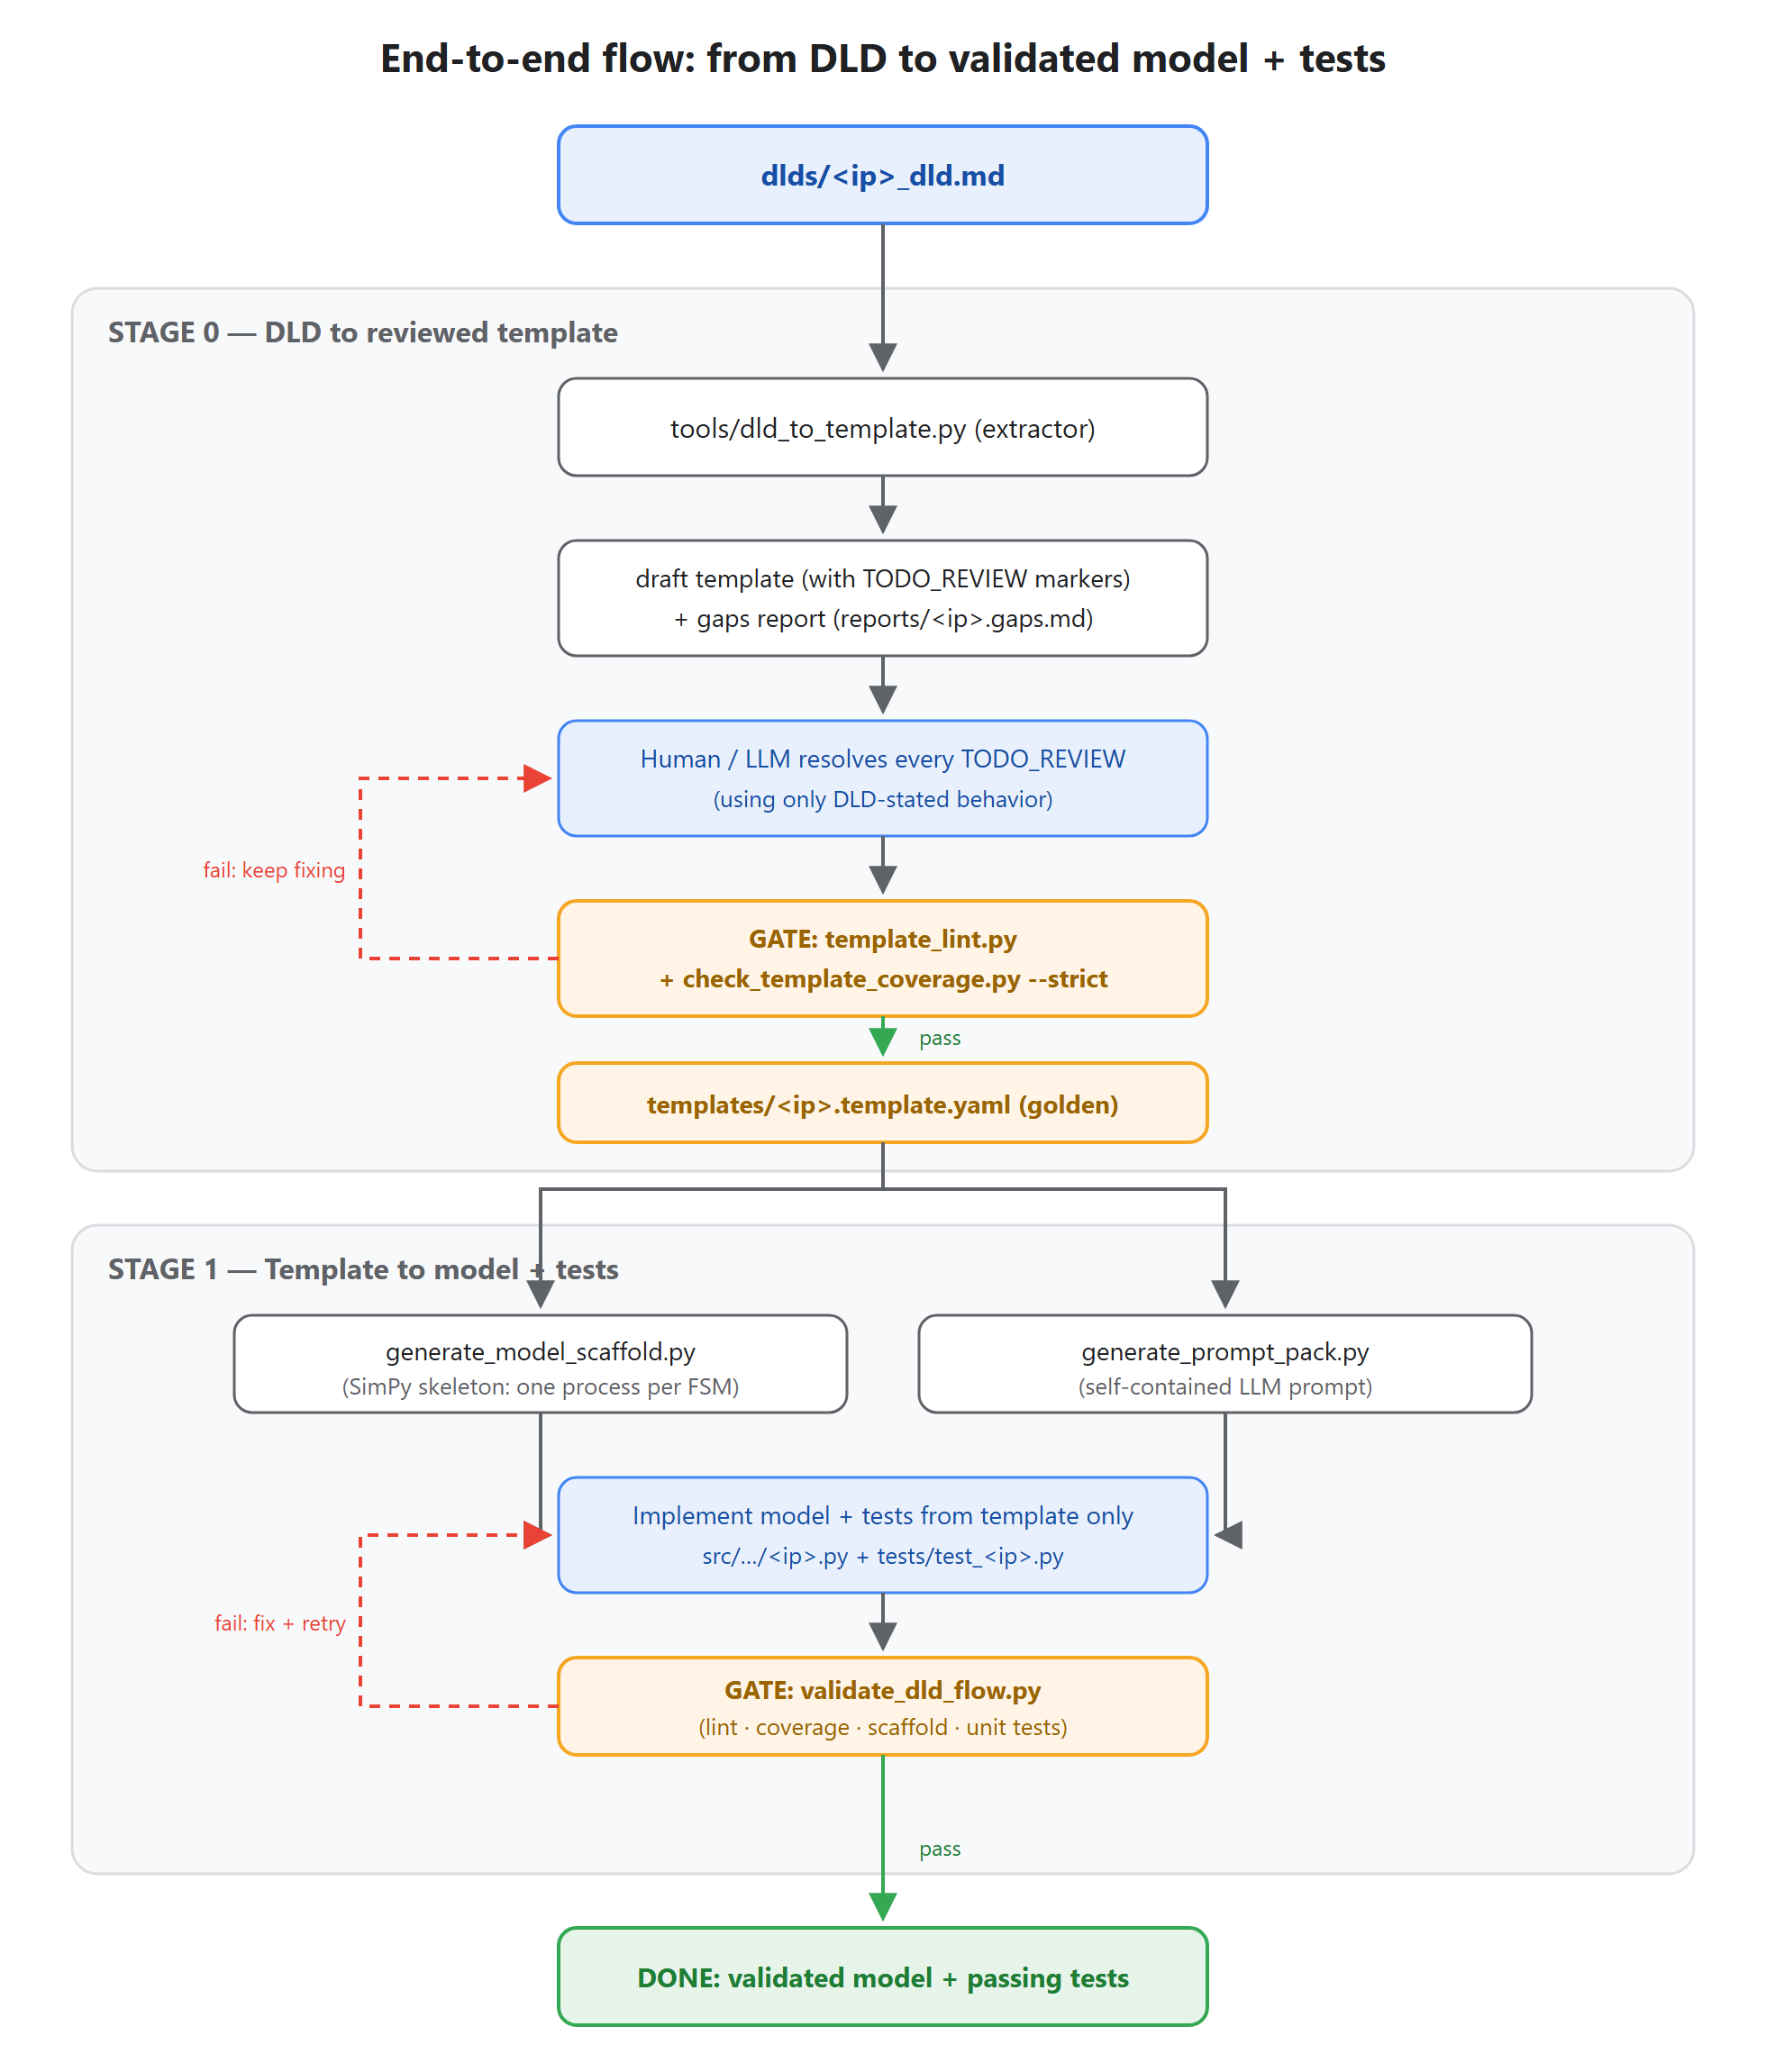 End-to-end flow: from DLD to validated model + tests
dlds/<ip>_dld.md
STAGE 0 — DLD to reviewed template
tools/dld_to_template.py (extractor)
draft template (with TODO_REVIEW markers)
+ gaps report (reports/<ip>.gaps.md)
Human / LLM resolves every TODO_REVIEW
(using only DLD-stated behavior)
fail: keep fixing
GATE: template_lint.py
+ check_template_coverage.py --strict
pass
templates/<ip>.template.yaml (golden)
STAGE 1 — Template to model + tests
generate_model_scaffold.py
(SimPy skeleton: one process per FSM)
generate_prompt_pack.py
(self-contained LLM prompt)
Implement model + tests from template only
src/.../<ip>.py + tests/test_<ip>.py
fail: fix + retry
GATE: validate_dld_flow.py
(lint · coverage · scaffold · unit tests)
pass
DONE: validated model + passing tests